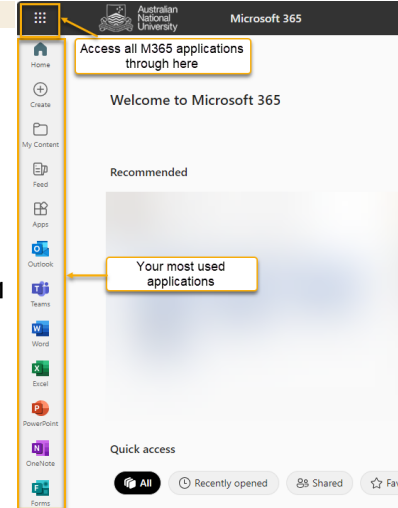 Australian
National
University
Microsoft 365
Access all M365 applications
through here
Home
Create
My Content
Feed
Apps
Outlook
Teams
Word
Excel
PowerPoint
OneNote
Forms
Welcome to Microsoft 365
Recommended
Your most used
applications
Quick access
All
Recently opened
Shared